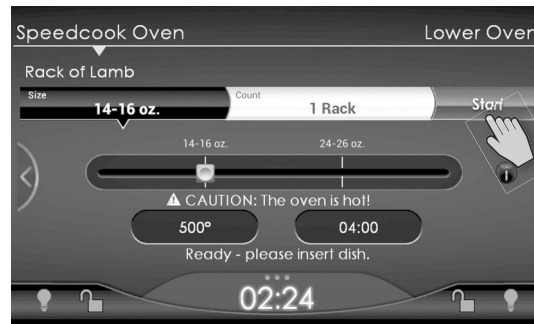 Speedcook Oven Lower Oven
Rack of Lamb
Size Count
14-16 oz. 1 Rack Start
14-16 oz. 24-26 oz.
i
CAUTION: The oven is hot!
500° 04:00
Ready - please insert dish.
02:24